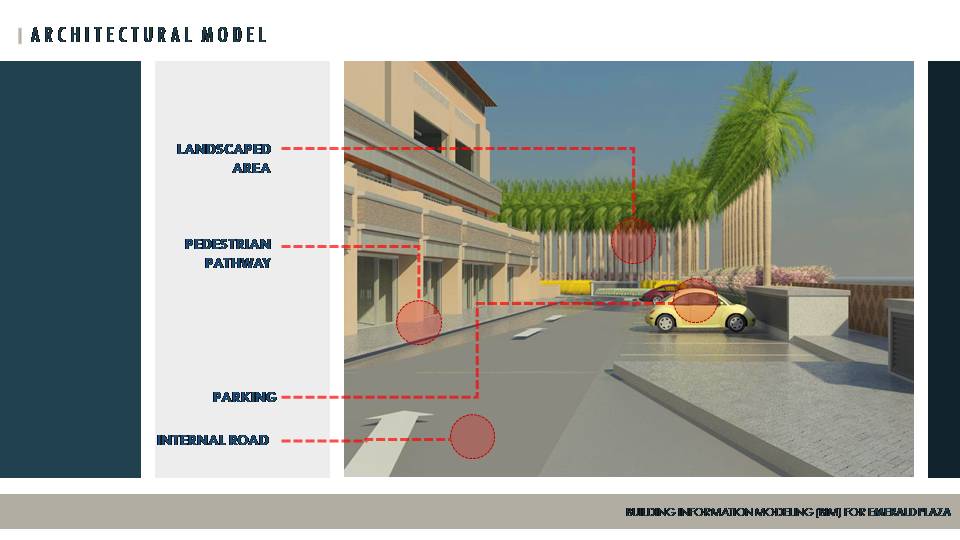 ARCHITECTURAL MODEL
LANDSCAPED
AREA
PEDESTRIAN
PATHWAY
PARKING
INTERNAL ROAD
BUILDING INFORMATION MODELING (BIM) FOR EMERALD PLAZA